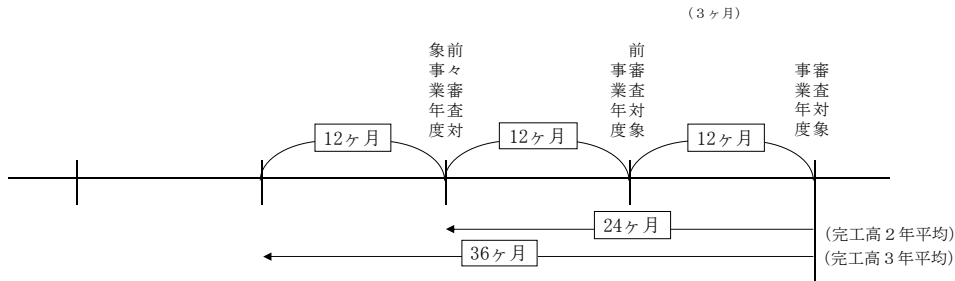 (3ヶ月)
前々審査対
象事業年度
前審査対象
事業年度
審査対象
事業年度
12ヶ月
12ヶ月
12ヶ月
24ヶ月
(完工高2年平均)
36ヶ月
(完工高3年平均)